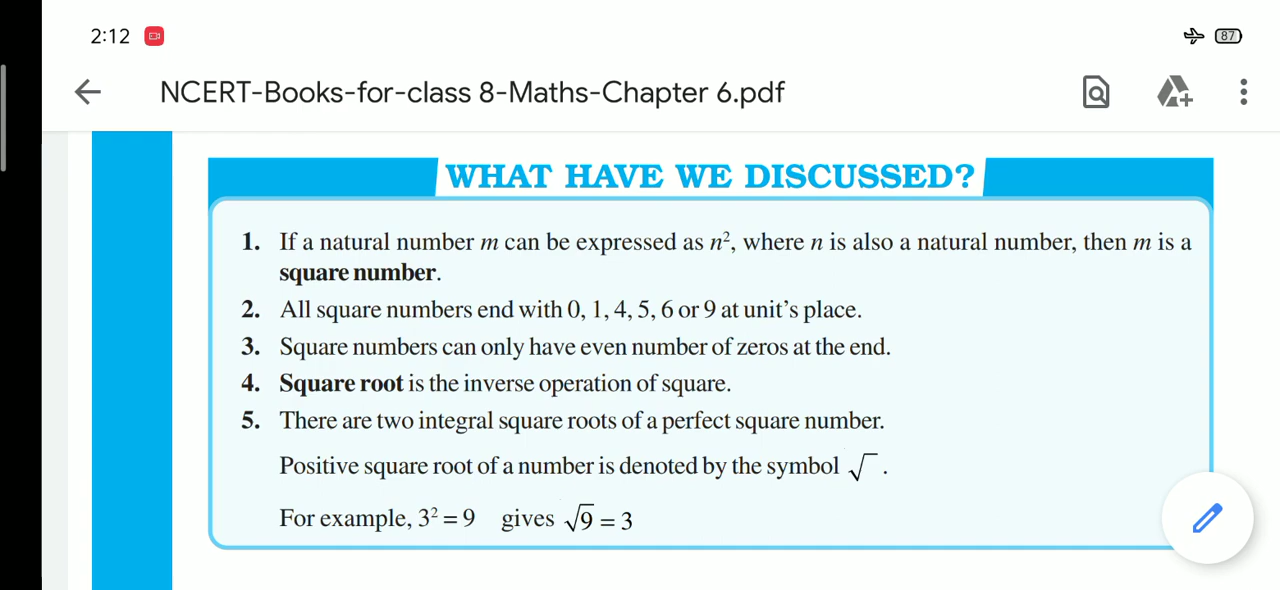 2:12
87
NCERT-Books-for-class 8-Maths-Chapter 6.pdf
WHAT HAVE WE DISCUSSED?
1. If a natural number m can be expressed as n², where n is also a natural number, then m is a
square number.
2. All square numbers end with 0, 1, 4, 5, 6 or 9 at unit’s place.
3. Square numbers can only have even number of zeros at the end.
4. Square root is the inverse operation of square.
5. There are two integral square roots of a perfect square number.
Positive square root of a number is denoted by the symbol √ .
For example, 3² = 9 gives √9 = 3